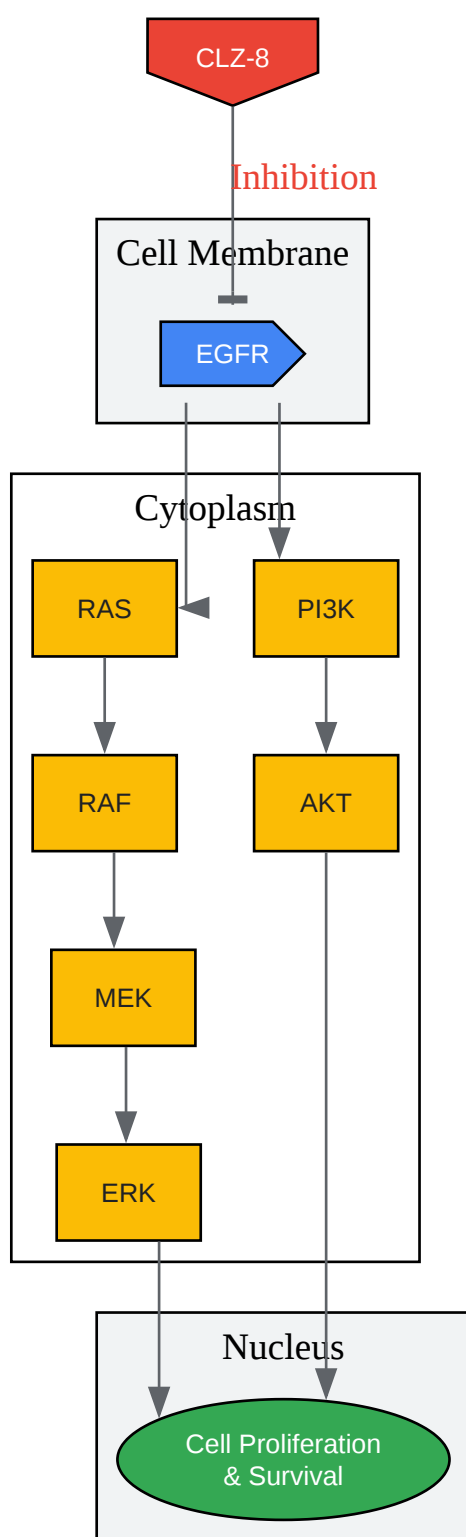 CLZ-8
Inhibition
Cell Membrane
EGFR
Cytoplasm
RAS
PI3K
RAF
AKT
MEK
ERK
Nucleus
Cell Proliferation
& Survival